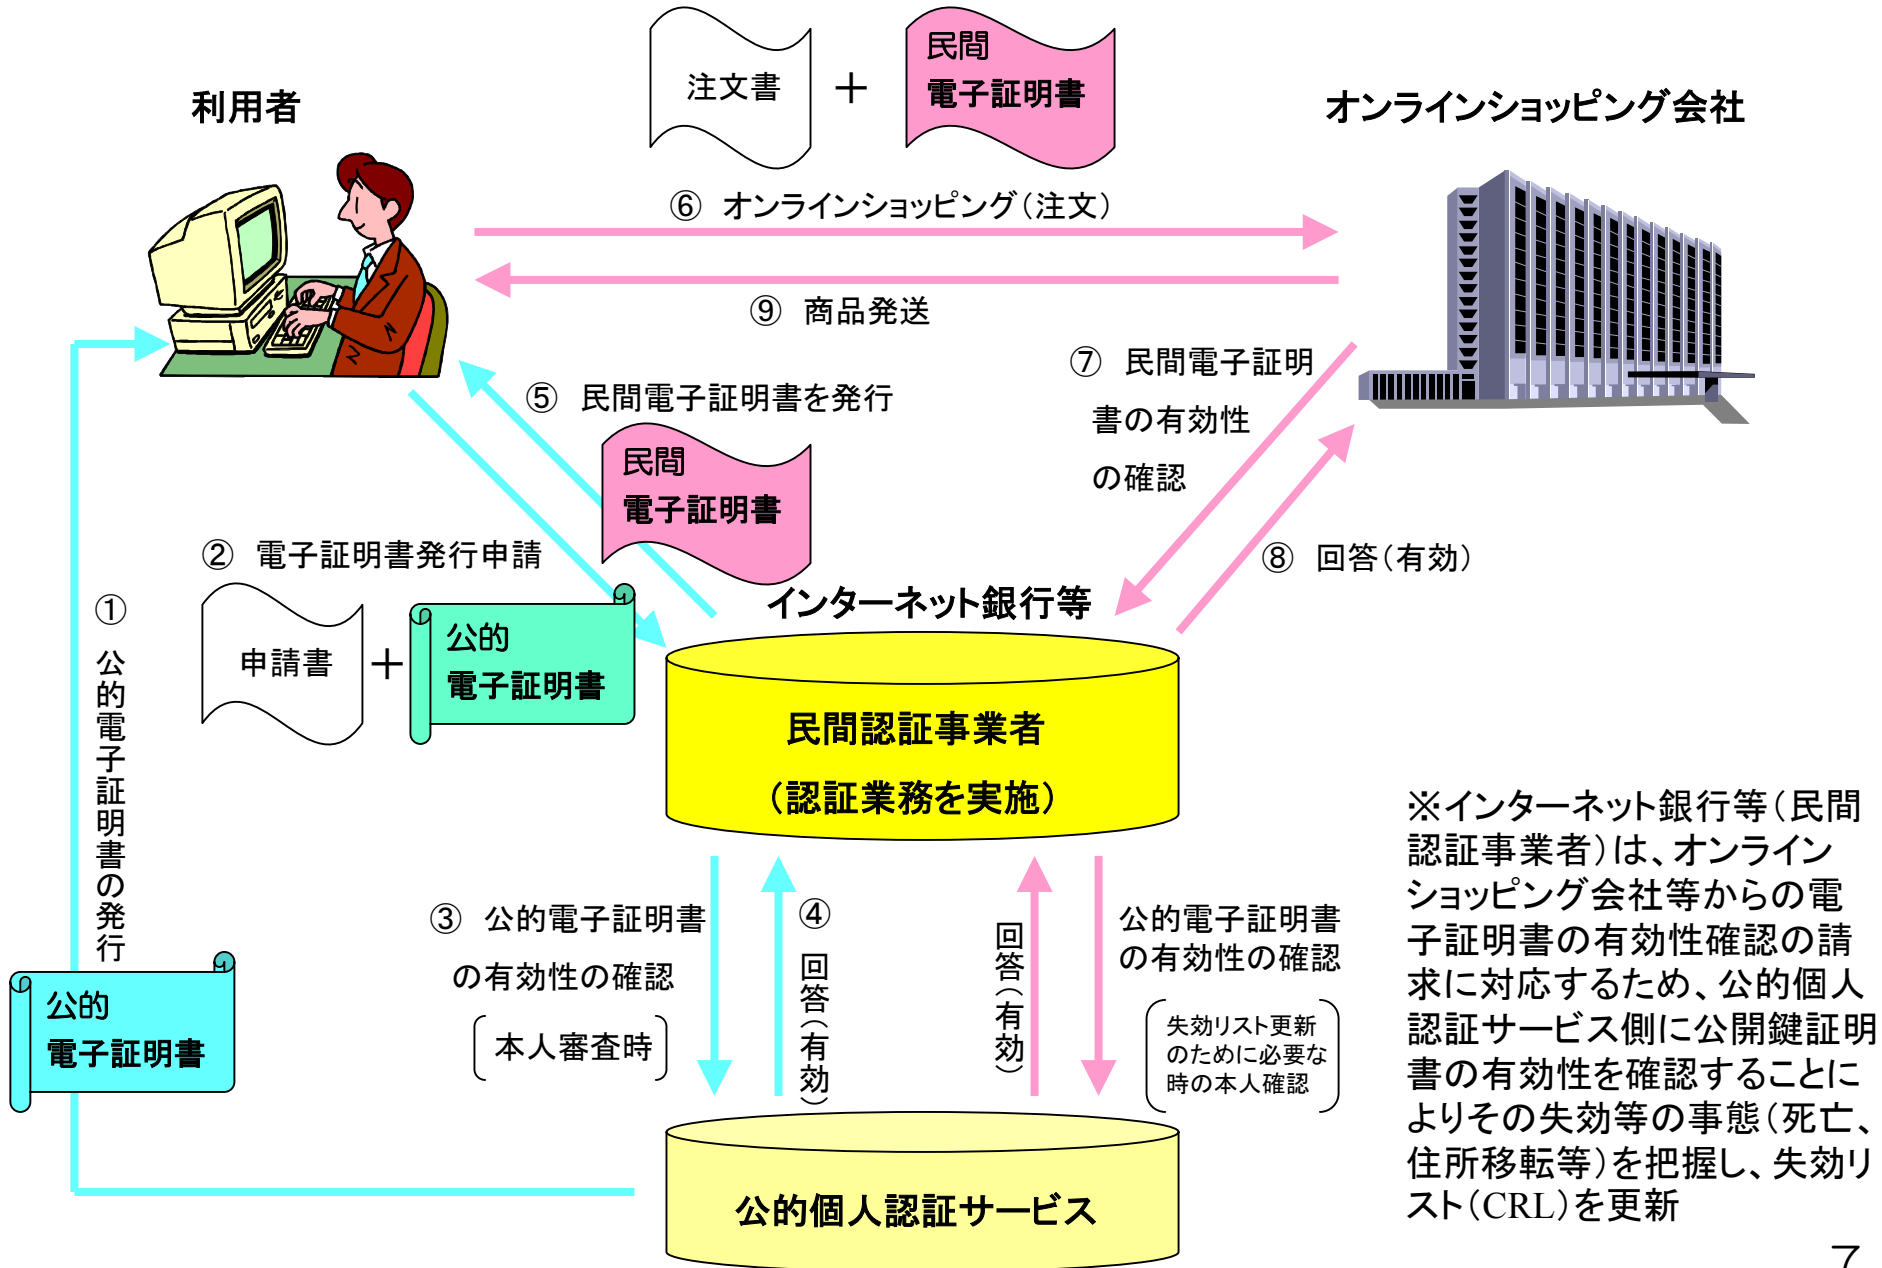 利用者
注文書
＋
民間
電子証明書
オンラインショッピング会社
⑥ オンラインショッピング（注文）
⑨ 商品発送
⑤ 民間電子証明書を発行
民間
電子証明書
⑦ 民間電子証明
書の有効性
の確認
⑧ 回答（有効）
② 電子証明書発行申請
申請書
＋
公的
電子証明書
① 公的電子証明書の発行
公的
電子証明書
インターネット銀行等
民間認証事業者
（認証業務を実施）
③ 公的電子証明書
の有効性の確認
本人審査時
④ 回答（有効）
回答（有効）
公的電子証明書
の有効性の確認
失効リスト更新
のために必要な
時の本人確認
公的個人認証サービス
※インターネット銀行等（民間
認証事業者）は、オンライン
ショッピング会社等からの電
子証明書の有効性確認の請
求に対応するため、公的個人
認証サービス側に公開鍵証明
書の有効性を確認することに
よりその失効等の事態（死亡、
住所移転等）を把握し、失効リ
スト（CRL）を更新
7